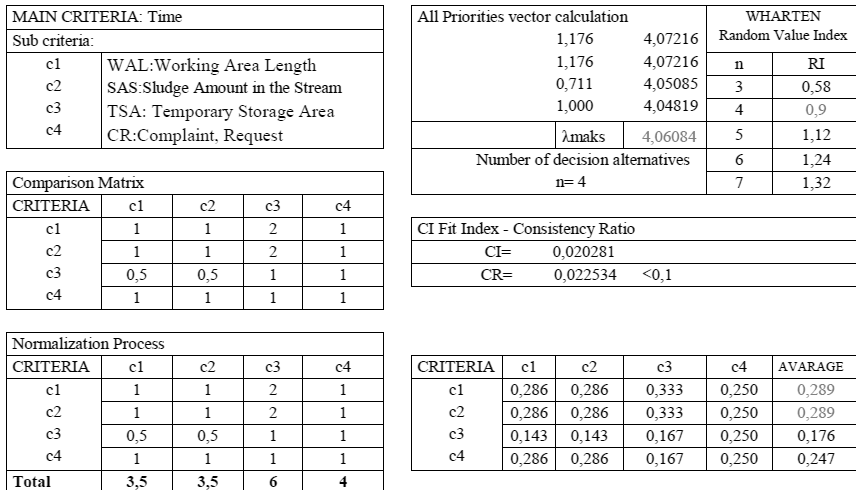 MAIN CRITERIA: Time
Sub criteria:
c1 WAL:Working Area Length
c2 SAS:Sludge Amount in the Stream
c3 TSA: Temporary Storage Area
c4 CR:Complaint, Request
Comparison Matrix
CRITERIA c1 c2 c3 c4
c1 1 1 2 1
c2 1 1 2 1
c3 0,5 0,5 1 1
c4 1 1 1 1
Normalization Process
CRITERIA c1 c2 c3 c4
c1 1 1 2 1
c2 1 1 2 1
c3 0,5 0,5 1 1
c4 1 1 1 1
Total 3,5 3,5 6 4
All Priorities vector calculation
1,176 4,07216
1,176 4,07216
0,711 4,05085
1,000 4,04819
λmaks 4,06084
Number of decision alternatives
n= 4
WHARTEN
Random Value Index
n RI
3 0,58
4 0,9
5 1,12
6 1,24
7 1,32
CI Fit Index - Consistency Ratio
CI= 0,020281
CR= 0,022534 <0,1
CRITERIA c1 c2 c3 c4 AVARAGE
c1 0,286 0,286 0,333 0,250 0,289
c2 0,286 0,286 0,333 0,250 0,289
c3 0,143 0,143 0,167 0,250 0,176
c4 0,286 0,286 0,167 0,250 0,247